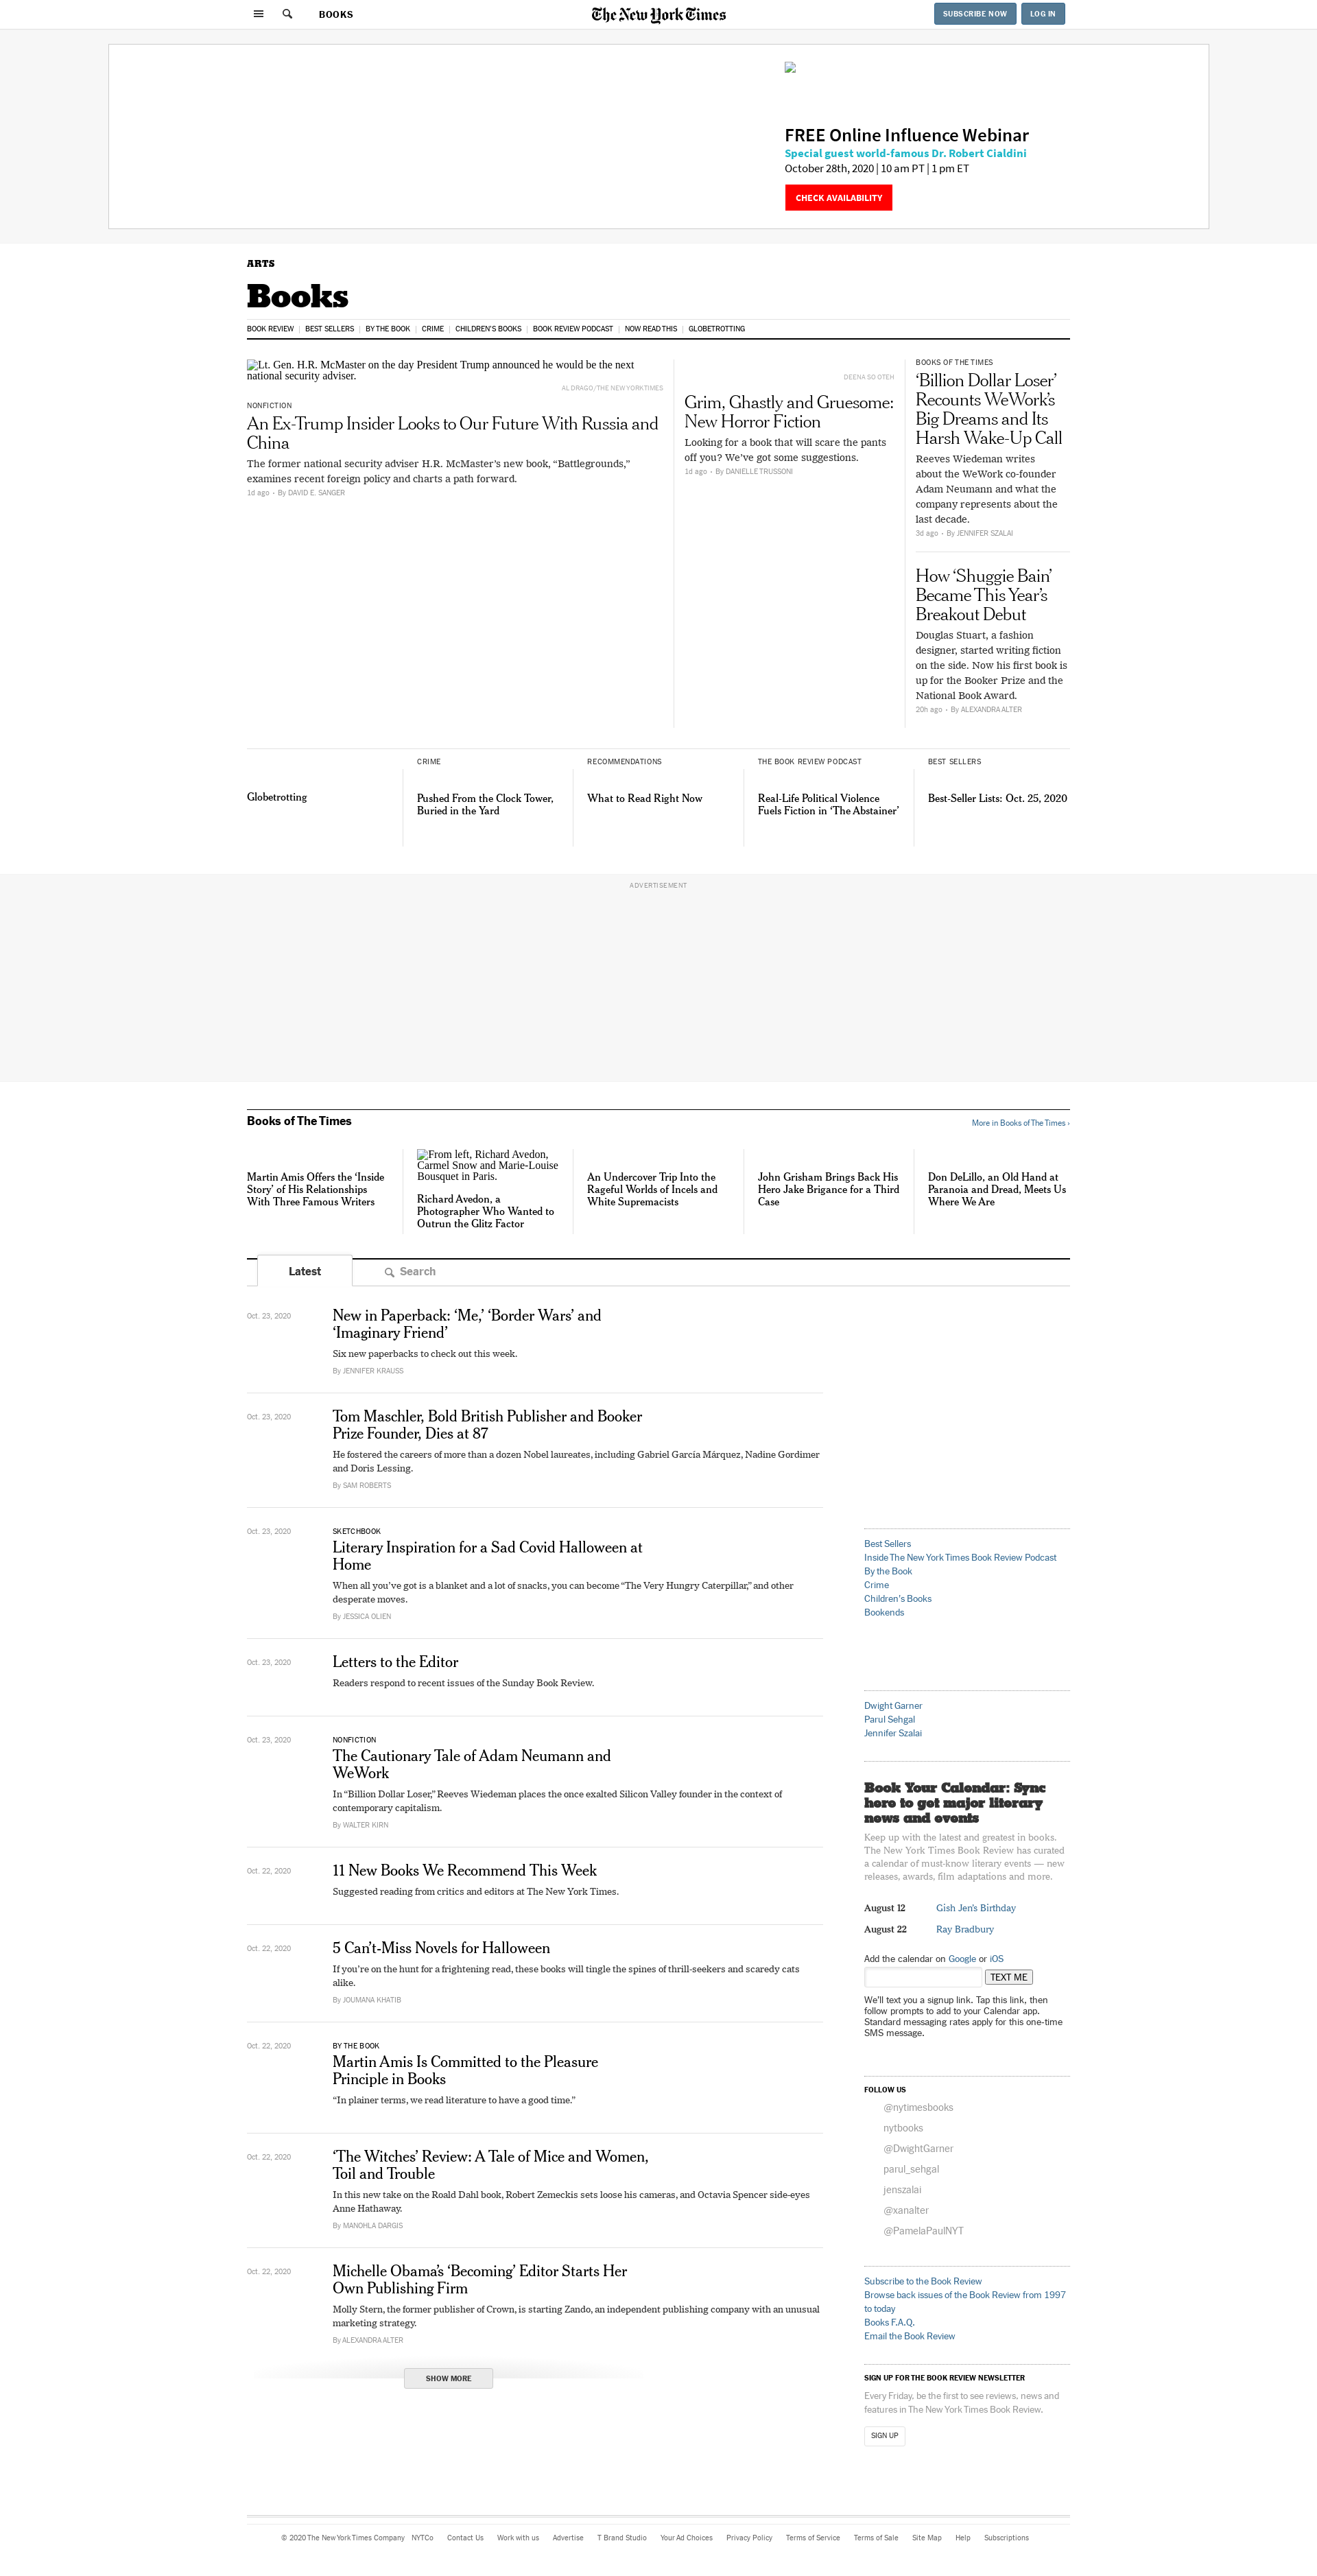 BOOKS
The New York Times
SUBSCRIBE NOW
LOG IN
FREE Online Influence Webinar
Special guest world-famous Dr. Robert Cialdini
October 28th, 2020 | 10 am PT | 1 pm ET
CHECK AVAILABILITY
ARTS
Books
BOOK REVIEW
BEST SELLERS
BY THE BOOK
CRIME
CHILDREN'S BOOKS
BOOK REVIEW PODCAST
NOW READ THIS
GLOBETROTTING
Lt. Gen. H.R. McMaster on the day President Trump announced he would be the next
national security adviser.
AL DRAGO/THE NEW YORK TIMES
NONFICTION
An Ex-Trump Insider Looks to Our Future With Russia and
China
The former national security adviser H.R. McMaster's new book, “Battlegrounds,”
examines recent foreign policy and charts a path forward.
1d ago • By DAVID E. SANGER
DEENA SO OTEH
Grim, Ghastly and Gruesome:
New Horror Fiction
Looking for a book that will scare the pants
off you? We've got some suggestions.
1d ago • By DANIELLE TRUSSONI
BOOKS OF THE TIMES
‘Billion Dollar Loser’
Recounts WeWork’s
Big Dreams and Its
Harsh Wake-Up Call
Reeves Wiedeman writes
about the WeWork co-founder
Adam Neumann and what the
company represents about the
last decade.
3d ago • By JENNIFER SZALAI
How ‘Shuggie Bain’
Became This Year’s
Breakout Debut
Douglas Stuart, a fashion
designer, started writing fiction
on the side. Now his first book is
up for the Booker Prize and the
National Book Award.
20h ago • By ALEXANDRA ALTER
Globetrotting
CRIME
Pushed From the Clock Tower,
Buried in the Yard
RECOMMENDATIONS
What to Read Right Now
THE BOOK REVIEW PODCAST
Real-Life Political Violence
Fuels Fiction in ‘The Abstainer’
BEST SELLERS
Best-Seller Lists: Oct. 25, 2020
ADVERTISEMENT
Books of The Times
More in Books of The Times ›
Martin Amis Offers the ‘Inside
Story’ of His Relationships
With Three Famous Writers
From left, Richard Avedon,
Carmel Snow and Marie-Louise
Bousquet in Paris.
Richard Avedon, a
Photographer Who Wanted to
Outrun the Glitz Factor
An Undercover Trip Into the
Rageful Worlds of Incels and
White Supremacists
John Grisham Brings Back His
Hero Jake Brigance for a Third
Case
Don DeLillo, an Old Hand at
Paranoia and Dread, Meets Us
Where We Are
Latest
Search
Oct. 23, 2020
New in Paperback: ‘Me,’ ‘Border Wars’ and
‘Imaginary Friend’
Six new paperbacks to check out this week.
By JENNIFER KRAUSS
Oct. 23, 2020
Tom Maschler, Bold British Publisher and Booker
Prize Founder, Dies at 87
He fostered the careers of more than a dozen Nobel laureates, including Gabriel García Márquez, Nadine Gordimer
and Doris Lessing.
By SAM ROBERTS
Oct. 23, 2020
SKETCHBOOK
Literary Inspiration for a Sad Covid Halloween at
Home
When all you’ve got is a blanket and a lot of snacks, you can become “The Very Hungry Caterpillar,” and other
desperate moves.
By JESSICA OLIEN
Oct. 23, 2020
Letters to the Editor
Readers respond to recent issues of the Sunday Book Review.
Oct. 23, 2020
NONFICTION
The Cautionary Tale of Adam Neumann and
WeWork
In “Billion Dollar Loser,” Reeves Wiedeman places the once exalted Silicon Valley founder in the context of
contemporary capitalism.
By WALTER KIRN
Oct. 22, 2020
11 New Books We Recommend This Week
Suggested reading from critics and editors at The New York Times.
Oct. 22, 2020
5 Can’t-Miss Novels for Halloween
If you’re on the hunt for a frightening read, these books will tingle the spines of thrill-seekers and scaredy cats
alike.
By JOUMANA KHATIB
Oct. 22, 2020
BY THE BOOK
Martin Amis Is Committed to the Pleasure
Principle in Books
“In plainer terms, we read literature to have a good time.”
Oct. 22, 2020
‘The Witches’ Review: A Tale of Mice and Women,
Toil and Trouble
In this new take on the Roald Dahl book, Robert Zemeckis sets loose his cameras, and Octavia Spencer side-eyes
Anne Hathaway.
By MANOHLA DARGIS
Oct. 22, 2020
Michelle Obama’s ‘Becoming’ Editor Starts Her
Own Publishing Firm
Molly Stern, the former publisher of Crown, is starting Zando, an independent publishing company with an unusual
marketing strategy.
By ALEXANDRA ALTER
SHOW MORE
Best Sellers
Inside The New York Times Book Review Podcast
By the Book
Crime
Children's Books
Bookends
Dwight Garner
Parul Sehgal
Jennifer Szalai
Book Your Calendar: Sync
here to get major literary
news and events
Keep up with the latest and greatest in books.
The New York Times Book Review has curated
a calendar of must-know literary events — new
releases, awards, film adaptations and more.
August 12 Gish Jen’s Birthday
August 22 Ray Bradbury
Add the calendar on Google or iOS
TEXT ME
We’ll text you a signup link. Tap this link, then
follow prompts to add to your Calendar app.
Standard messaging rates apply for this one-time
SMS message.
FOLLOW US
@nytimesbooks
nytbooks
@DwightGarner
parul_sehgal
jenszalai
@xanalter
@PamelaPaulNYT
Subscribe to the Book Review
Browse back issues of the Book Review from 1997
to today
Books F.A.Q.
Email the Book Review
SIGN UP FOR THE BOOK REVIEW NEWSLETTER
Every Friday, be the first to see reviews, news and
features in The New York Times Book Review.
SIGN UP
© 2020 The New York Times Company NYTCo Contact Us Work with us Advertise T Brand Studio Your Ad Choices Privacy Policy Terms of Service Terms of Sale Site Map Help Subscriptions